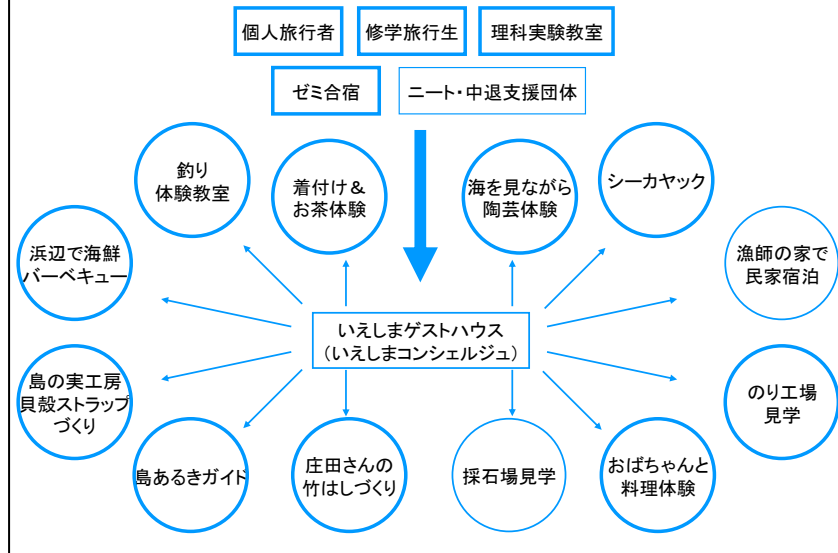 個人旅行者
修学旅行生
理科実験教室
ゼミ合宿
ニート・中退支援団体
釣り
体験教室
着付け＆
お茶体験
海を見ながら
陶芸体験
シーカヤック
浜辺で海鮮
バーベキュー
漁師の家で
民家宿泊
いえしまゲストハウス
（いえしまコンシェルジュ）
島の実工房
貝殻ストラップ
づくり
のり工場
見学
島あるきガイド
庄田さんの
竹はしづくり
採石場見学
おばちゃんと
料理体験